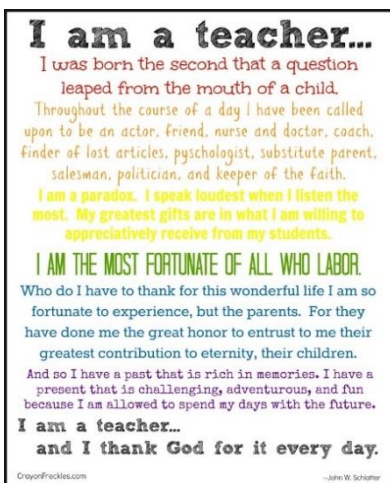 I am a teacher...
I was born the second that a question
leaped from the mouth of a child.
Throughout the course of a day I have been called
upon to be an actor, friend, nurse and doctor, coach,
finder of lost articles, pyschologist, substitute parent,
salesman, politician, and keeper of the faith.
I am a paradox. I speak loudest when I listen the
most. My greatest gifts are in what I am willing to
appreciatively receive from my students.
I AM THE MOST FORTUNATE OF ALL WHO LABOR.
Who do I have to thank for this wonderful life I am so
fortunate to experience, but the parents. For they
have done me the great honor to entrust to me their
greatest contribution to eternity, their children.
And so I have a past that is rich in memories. I have a
present that is challenging, adventurous, and fun
because I am allowed to spend my days with the future.
I am a teacher...
and I thank God for it every day.
CrayonFreckles.com
~John W. Schlatter